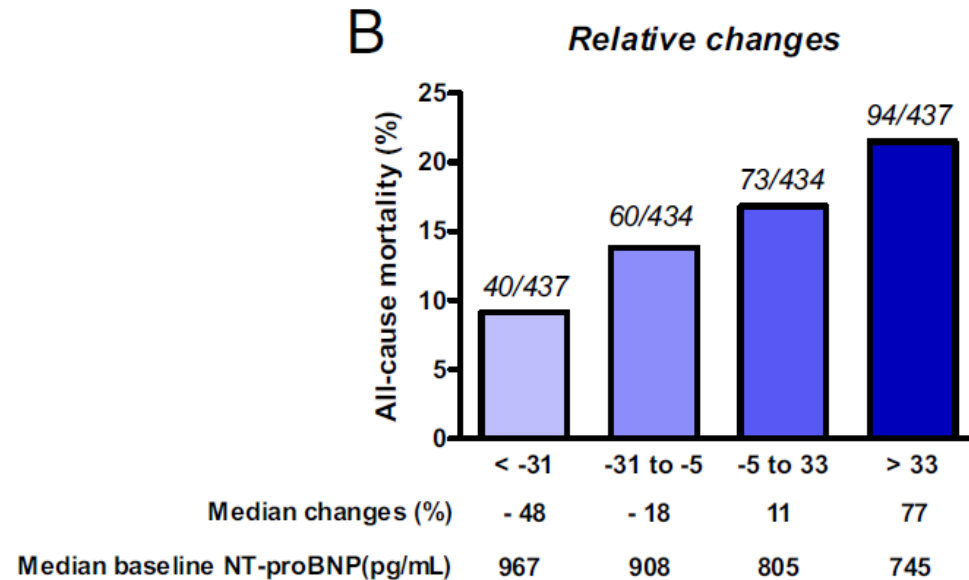 B Relative changes
All-cause mortality (%)
25
20
15
10
5
0
40/437
60/434
73/434
94/437
< -31 -31 to -5 -5 to 33 > 33
Median changes (%) - 48 - 18 11 77
Median baseline NT-proBNP(pg/mL) 967 908 805 745